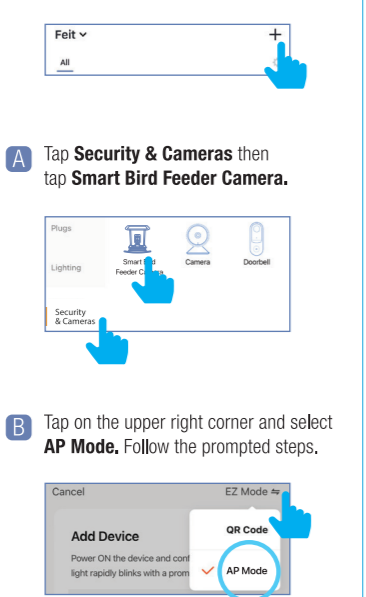 Feit
+
All
A
Tap Security & Cameras then
tap Smart Bird Feeder Camera.
Plugs
Lighting
Security
& Cameras
Smart
Feeder
Camera
Doorbell
B
Tap on the upper right corner and select
AP Mode. Follow the prompted steps.
Cancel
EZ Mode ⇋
QR Code
✓ AP Mode
Add Device
Power ON the device and
light rapidly blinks with a